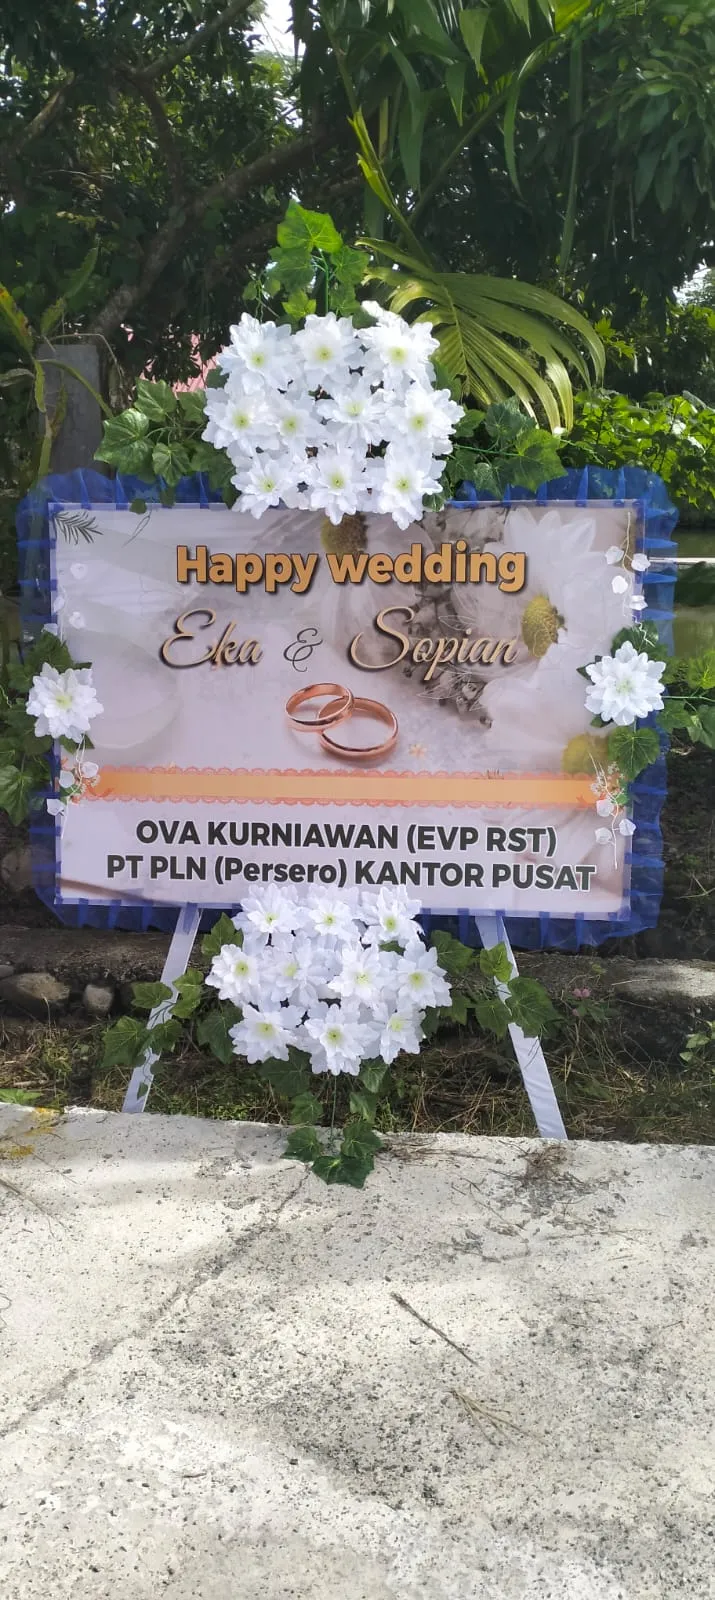 Happy wedding
Eka & Sopian
OVA KURNIAWAN (EVP RST)
PT PLN (Persero) KANTOR PUSAT